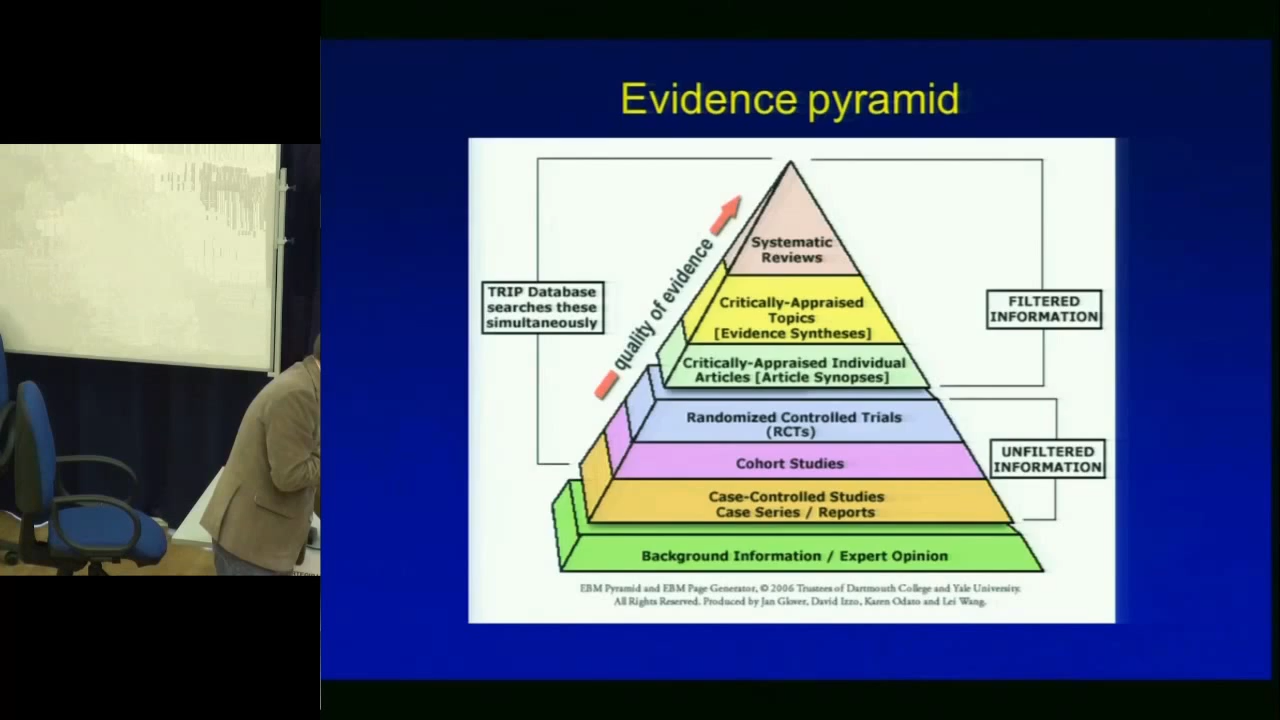 Evidence pyramid
Systematic
Reviews
quality of evidence
TRIP Database
searches these
simultaneously
Critically-Appraised
Topics
[Evidence Syntheses]
FILTERED
INFORMATION
Critically-Appraised Individual
Articles [Article Synopses]
Randomized Controlled Trials
(RCTs)
Cohort Studies
UNFILTERED
INFORMATION
Case-Controlled Studies
Case Series / Reports
Background Information / Expert Opinion
EBM Pyramid and EBM Page Generator, © 2006 Trustees of Dartmouth College and Yale University.
All Rights Reserved. Produced by Jan Glover, David Izzo, Karen Odato and Lei Wang.